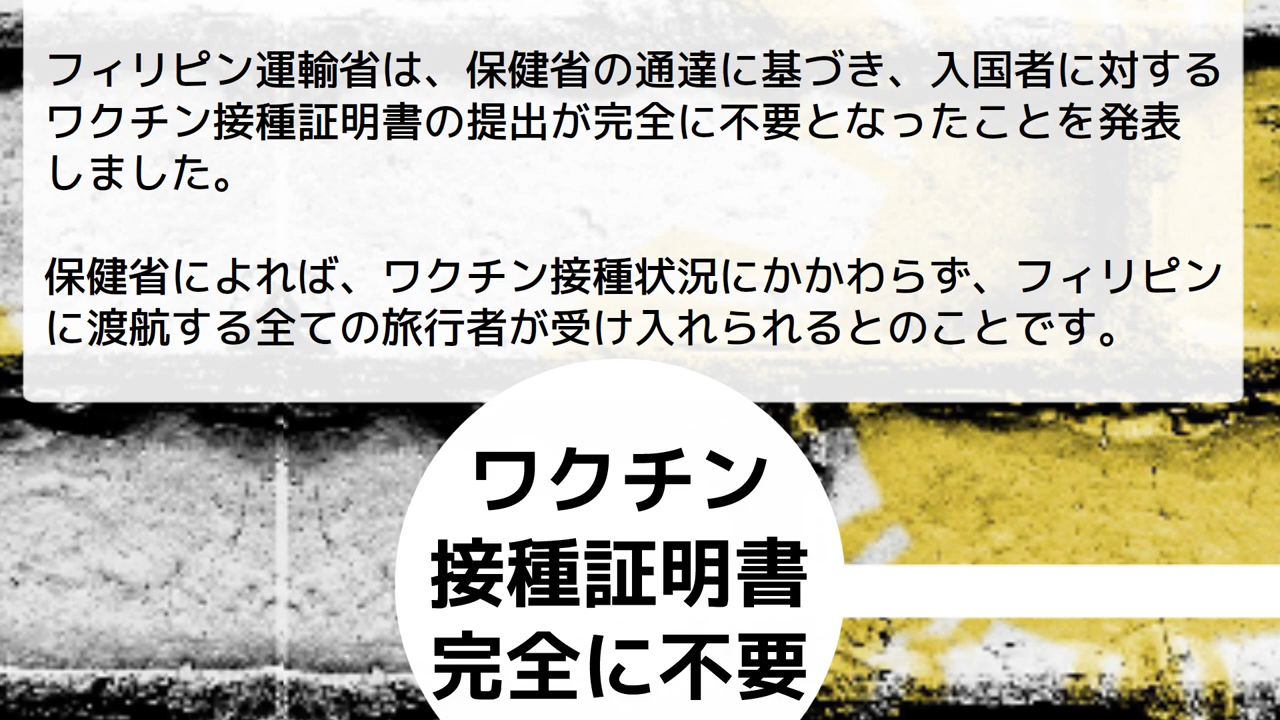 フィリピン運輸省は、保健省の通達に基づき、入国者に対する
ワクチン接種証明書の提出が完全に不要となったことを発表
しました。
保健省によれば、ワクチン接種状況にかかわらず、フィリピン
に渡航する全ての旅行者が受け入れられるとのことです。
ワクチン
接種証明書
完全に不要